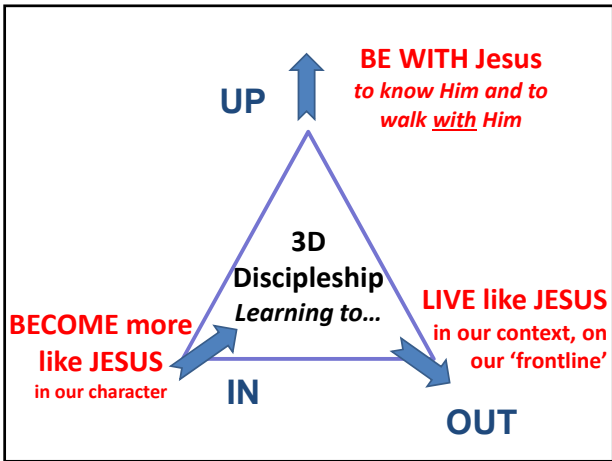 BE WITH Jesus
to know Him and to
walk with Him
UP
3D
Discipleship
Learning to…
BECOME more
like JESUS
in our character
IN
LIVE like JESUS
in our context, on
our ‘frontline’
OUT